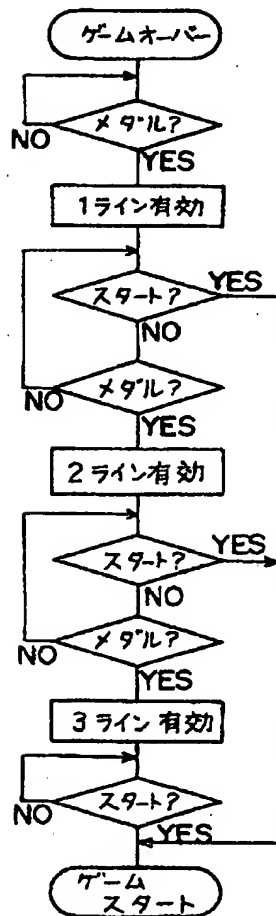 ゲームオーバー
メダル?
NO
YES
1ライン有効
スタート?
YES
NO
メダル?
NO
YES
2ライン有効
スタート?
YES
NO
メダル?
NO
YES
3ライン有効
スタート?
NO
YES
ゲーム
スタート